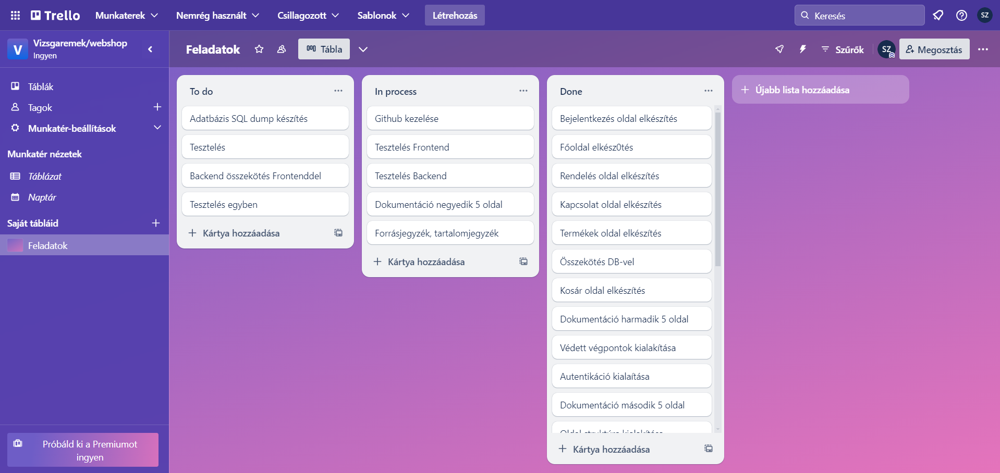 Trello
Munkaterek
Nemrég használt
Csillagozott
Sablonok
Létrehozás
Keresés
SZ
V
Vizsgaremek/webshop
Ingyen
Táblák
Tagok
Munkatér-beállítások
Munkatér nézetek
Táblázat
Naptár
Saját tábláid
Feladatok
Próbáld ki a Premiumot
ingyen
Feladatok
Tábla
Szűrők
SZ
Megosztás
To do
Adatbázis SQL dump készítés
Tesztelés
Backend összekötés Frontenddel
Tesztelés egyben
Kártya hozzáadása
In process
Github kezelése
Tesztelés Frontend
Tesztelés Backend
Dokumentáció negyedik 5 oldal
Forrásjegyzék, tartalomjegyzék
Kártya hozzáadása
Done
Bejelentkezés oldal elkészítés
Főoldal elkész0tés
Rendelés oldal elkészítés
Kapcsolat oldal elkészítés
Termékek oldal elkészítés
Összekötés DB-vel
Kosár oldal elkészítés
Dokumentáció harmadik 5 oldal
Védett végpontok kialakítása
Autentikáció kialaítása
Dokumentáció második 5 oldal
Oldal struktúra kialakítása
Kártya hozzáadása
Újabb lista hozzáadása